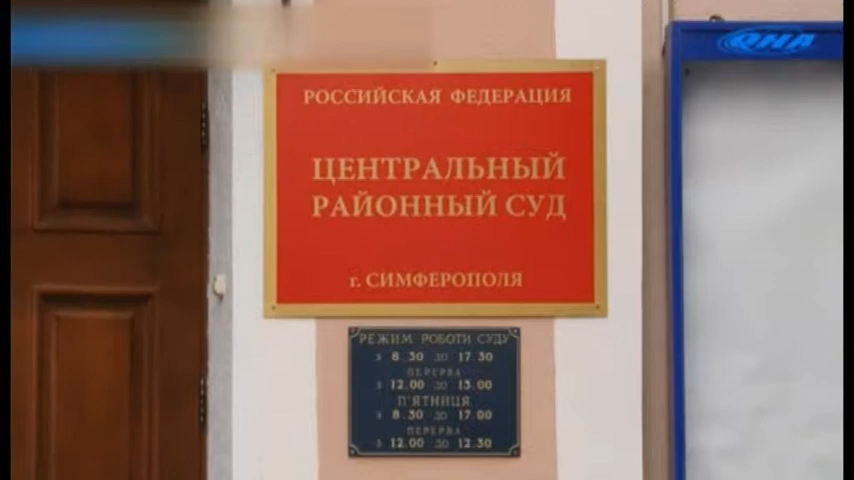 РОССИЙСКАЯ ФЕДЕРАЦИЯ
ЦЕНТРАЛЬНЫЙ
РАЙОННЫЙ СУД
г. СИМФЕРОПОЛЯ
РЕЖИМ РОБОТИ СУДУ
З 8.30 ДО 17.30
ПЕРЕРВА
З 12.00 ДО 13.00
П'ЯТНИЦЯ
З 8.30 ДО 17.00
ПЕРЕРВА
З 12.00 ДО 12.30
QHA